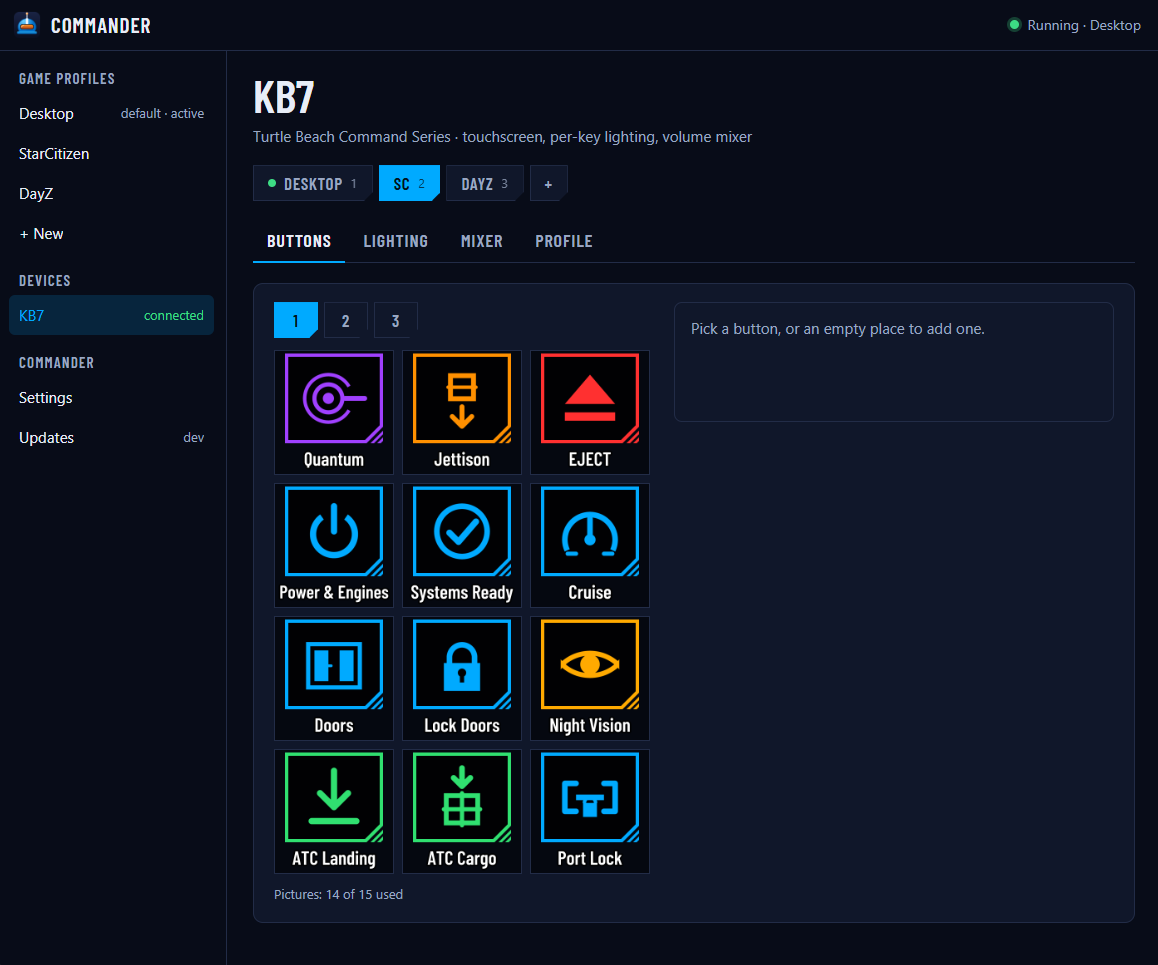 COMMANDER
Running · Desktop
GAME PROFILES
Desktop default · active
StarCitizen
DayZ
+ New
DEVICES
KB7 connected
COMMANDER
Settings
Updates dev
KB7
Turtle Beach Command Series · touchscreen, per-key lighting, volume mixer
DESKTOP 1 SC 2 DAYZ 3 +
BUTTONS LIGHTING MIXER PROFILE
1 2 3
Pick a button, or an empty place to add one.
Quantum Jettison EJECT
Power & Engines Systems Ready Cruise
Doors Lock Doors Night Vision
ATC Landing ATC Cargo Port Lock
Pictures: 14 of 15 used